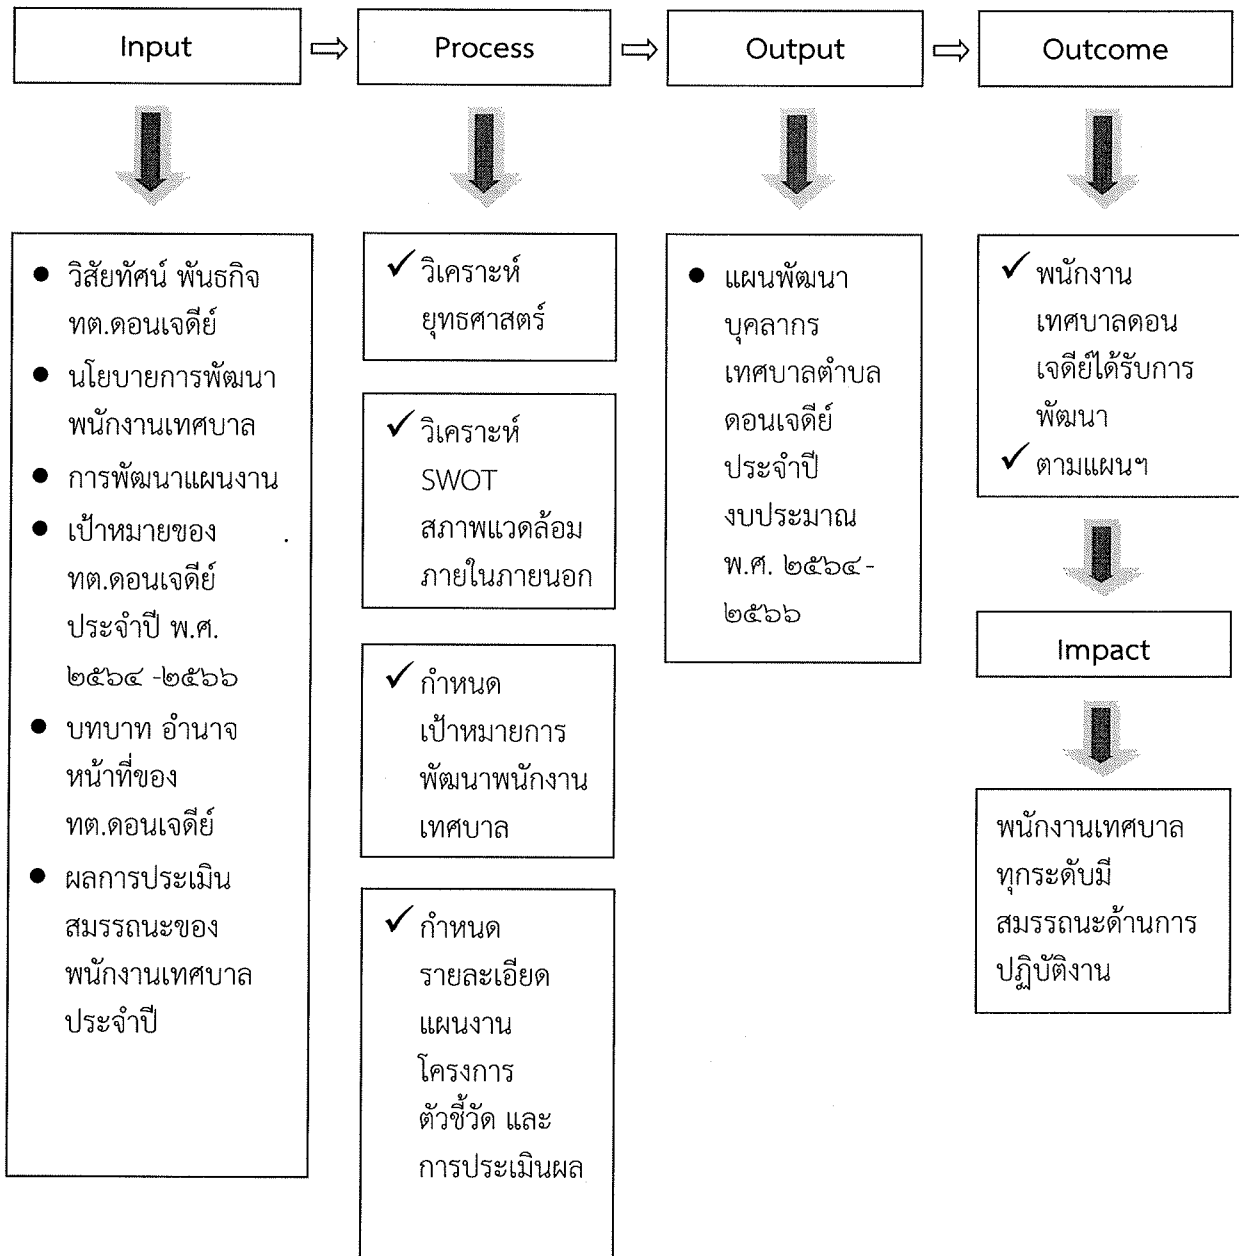 Input
Process
Output
Outcome
วิสัยทัศน์ พันธกิจ
ทต.ดอนเจดีย์
นโยบายการพัฒนา
พนักงานเทศบาล
การพัฒนาแผนงาน
เป้าหมายของ
ทต.ดอนเจดีย์
ประจำปี พ.ศ.
๒๕๖๔ -๒๕๖๖
บทบาท อำนาจ
หน้าที่ของ
ทต.ดอนเจดีย์
ผลการประเมิน
สมรรถนะของ
พนักงานเทศบาล
ประจำปี
วิเคราะห์
ยุทธศาสตร์
วิเคราะห์
SWOT
สภาพแวดล้อม
ภายในภายนอก
กำหนด
เป้าหมายการ
พัฒนาพนักงาน
เทศบาล
กำหนด
รายละเอียด
แผนงาน
โครงการ
ตัวชี้วัด และ
การประเมินผล
แผนพัฒนา
บุคลากร
เทศบาลตำบล
ดอนเจดีย์
ประจำปี
งบประมาณ
พ.ศ. ๒๕๖๔ -
๒๕๖๖
พนักงาน
เทศบาลดอน
เจดีย์ได้รับการ
พัฒนา
ตามแผนฯ
Impact
พนักงานเทศบาล
ทุกระดับมี
สมรรถนะด้านการ
ปฏิบัติงาน